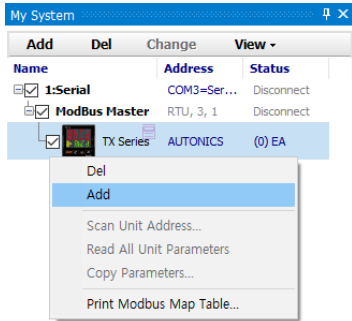 My System
Add Del Change View
Name Address Status
1:Serial COM3=Ser... Disconnect
ModBus Master RTU, 3, 1 Disconnect
TX Series AUTONICS (0) EA
Del
Add
Scan Unit Address...
Read All Unit Parameters
Copy Parameters...
Print Modbus Map Table...